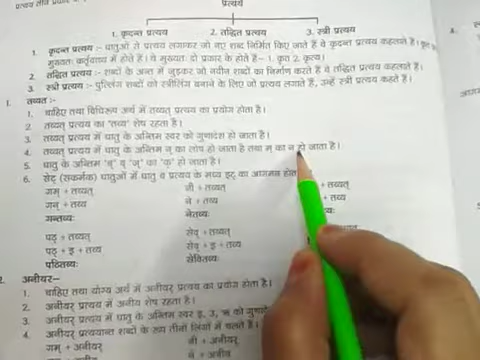 प्रत्यय
1. कृदन्त प्रत्यय 2. तद्धित प्रत्यय 3. स्त्री प्रत्यय
1. कृदन्त प्रत्यय :- धातुओं से प्रत्यय लगाकर जो नए शब्द निर्मित किए जाते हैं वे कृदन्त प्रत्यय कहलाते हैं।
मुख्यतः कर्तृवाच्य में होते हैं। ये मुख्यतः दो प्रकार के होते हैं– 1. कृत 2. कृत्य।
2. तद्धित प्रत्यय :- शब्दों के अन्त में जुड़कर जो नवीन शब्दों का निर्माण करते हैं वे तद्धित प्रत्यय कहलाते हैं।
3. स्त्री प्रत्यय :- पुल्लिंग शब्दों को स्त्रीलिंग बनाने के लिए जो प्रत्यय लगाते हैं, उन्हें स्त्री प्रत्यय कहते हैं।
1. तव्यत् :-
1. चाहिए तथा विधिरूप अर्थ में तव्यत् प्रत्यय का प्रयोग होता है।
2. तव्यत् प्रत्यय का "तव्य" शेष रहता है।
3. तव्यत् प्रत्यय में धातु के अन्तिम स्वर को गुणादेश हो जाता है।
4. तव्यत् प्रत्यय में धातु के अन्तिम त् का लोप हो जाता है तथा म् का न् हो जाता है।
5. धातु के अन्तिम 'च्' व् 'ज्' का 'क्' हो जाता है।
6. सेट् (सकर्मक) धातुओं में धातु व प्रत्यय के मध्य इट् का आगमन होता
गम् + तव्यत् नी + तव्यत् + तव्यत्
गन् + तव्य ने + तव्य + तव्य
गन्तव्यः नेतव्यः
पठ् + तव्यत् सेव् + तव्यत्
पठ् + इ + तव्य सेव् + इ + तव्य
पठितव्यः सेवितव्यः
2. अनीयर–
1. चाहिए तथा योग्य अर्थ में अनीयर् प्रत्यय का प्रयोग होता है।
2. अनीयर् प्रत्यय में अनीय शेष रहता है।
3. अनीयर् प्रत्यय में धातु के अन्तिम स्वर इ, उ, ऋ को गुणादे
4. अनीयर् प्रत्ययान्त शब्दों के रूप तीनों लिंगों में चलते हैं।
गम् + अनीयर् नी + अनीयर्
ने + अनीय